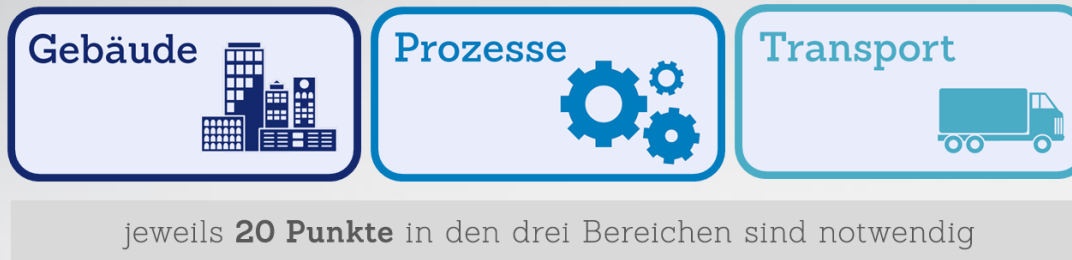 Gebäude
Prozesse
Transport
jeweils 20 Punkte in den drei Bereichen sind notwendig